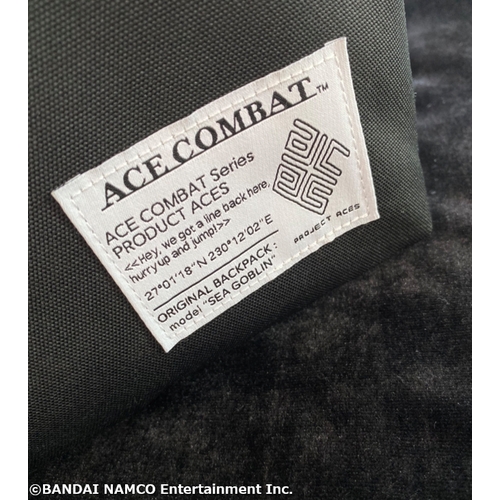 ACE COMBAT™
ACE COMBAT Series
PRODUCT ACES
<<Hey, we got a line back here,
hurry up and jump!>>
27°01'18"N 230°12'02"E
ORIGINAL BACKPACK :
model "SEA GOBLIN"
PROJECT ACES
©BANDAI NAMCO Entertainment Inc.